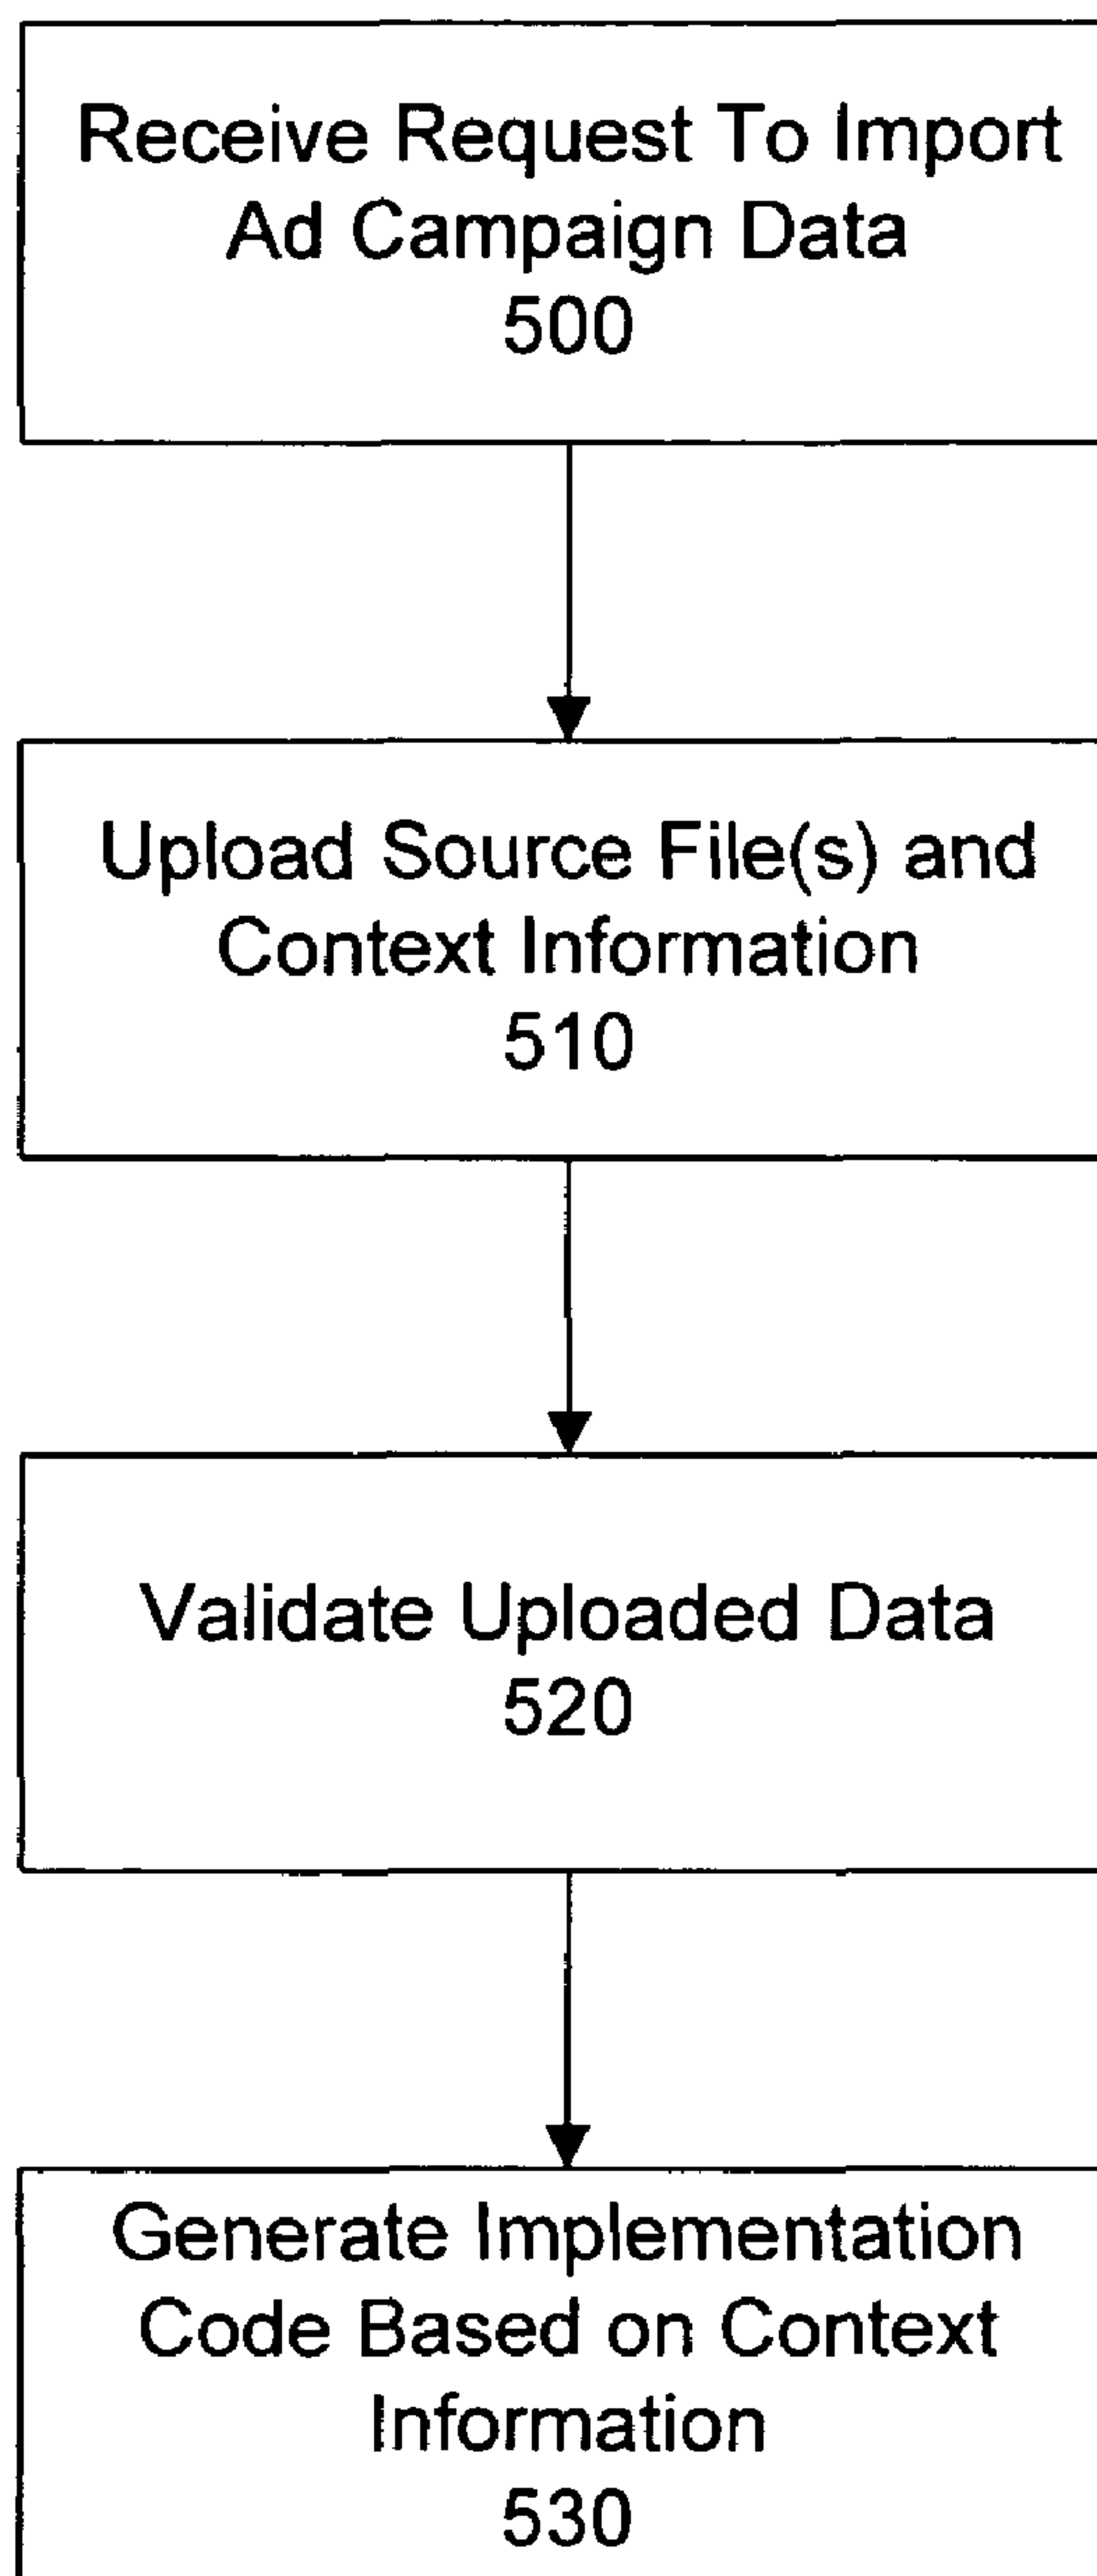 Receive Request To Import
Ad Campaign Data
500
Upload Source File(s) and
Context Information
510
Validate Uploaded Data
520
Generate Implementation
Code Based on Context
Information
530